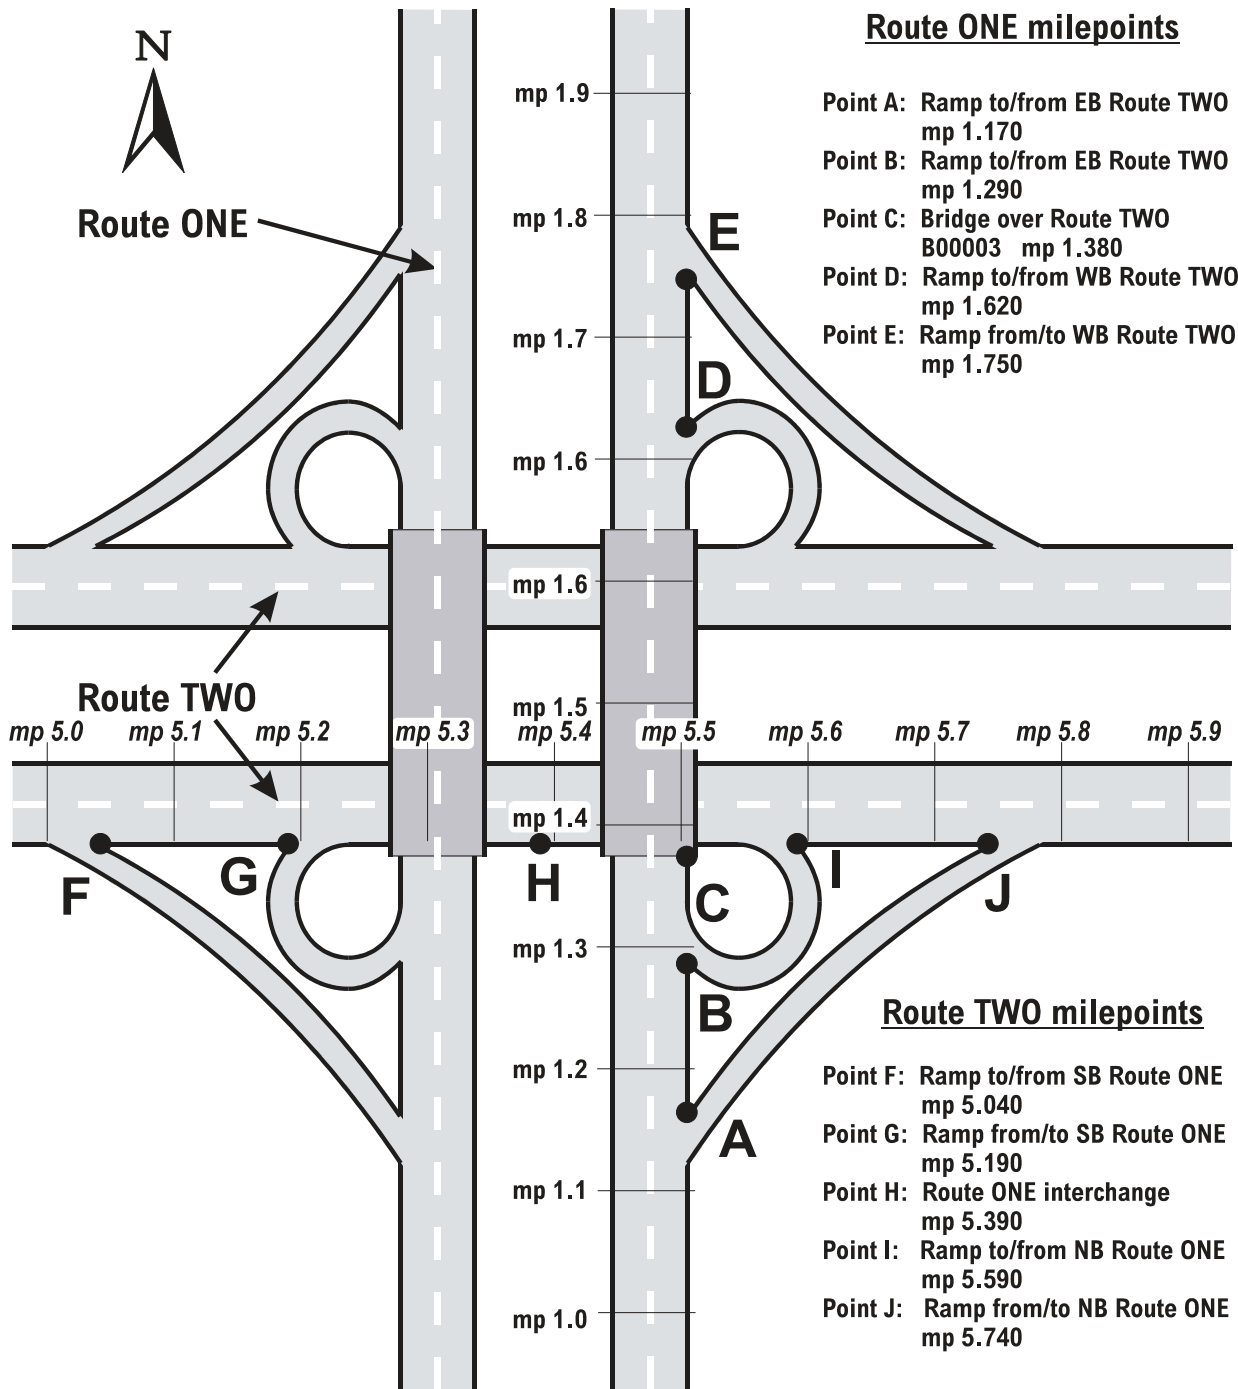 Route ONE milepoints
N
mp 1.9
Point A: Ramp to/from EB Route TWO
mp 1.170
Point B: Ramp to/from EB Route TWO
mp 1.290
Route ONE
mp 1.8
E
Point C: Bridge over Route TWO
B00003 mp 1.380
Point D: Ramp to/from WB Route TWO
mp 1.620
mp 1.7
Point E: Ramp from/to WB Route TWO
mp 1.750
D
mp 1.6
mp 1.6
Route TWO
mp 1.5
mp 5.0 mp 5.1 mp 5.2 mp 5.3 mp 5.4 mp 5.5 mp 5.6 mp 5.7 mp 5.8 mp 5.9
mp 1.4
F G H C I J
mp 1.3
B
Route TWO milepoints
mp 1.2
Point F: Ramp to/from SB Route ONE
mp 5.040
A
Point G: Ramp from/to SB Route ONE
mp 5.190
mp 1.1
Point H: Route ONE interchange
mp 5.390
Point I: Ramp to/from NB Route ONE
mp 5.590
mp 1.0
Point J: Ramp from/to NB Route ONE
mp 5.740